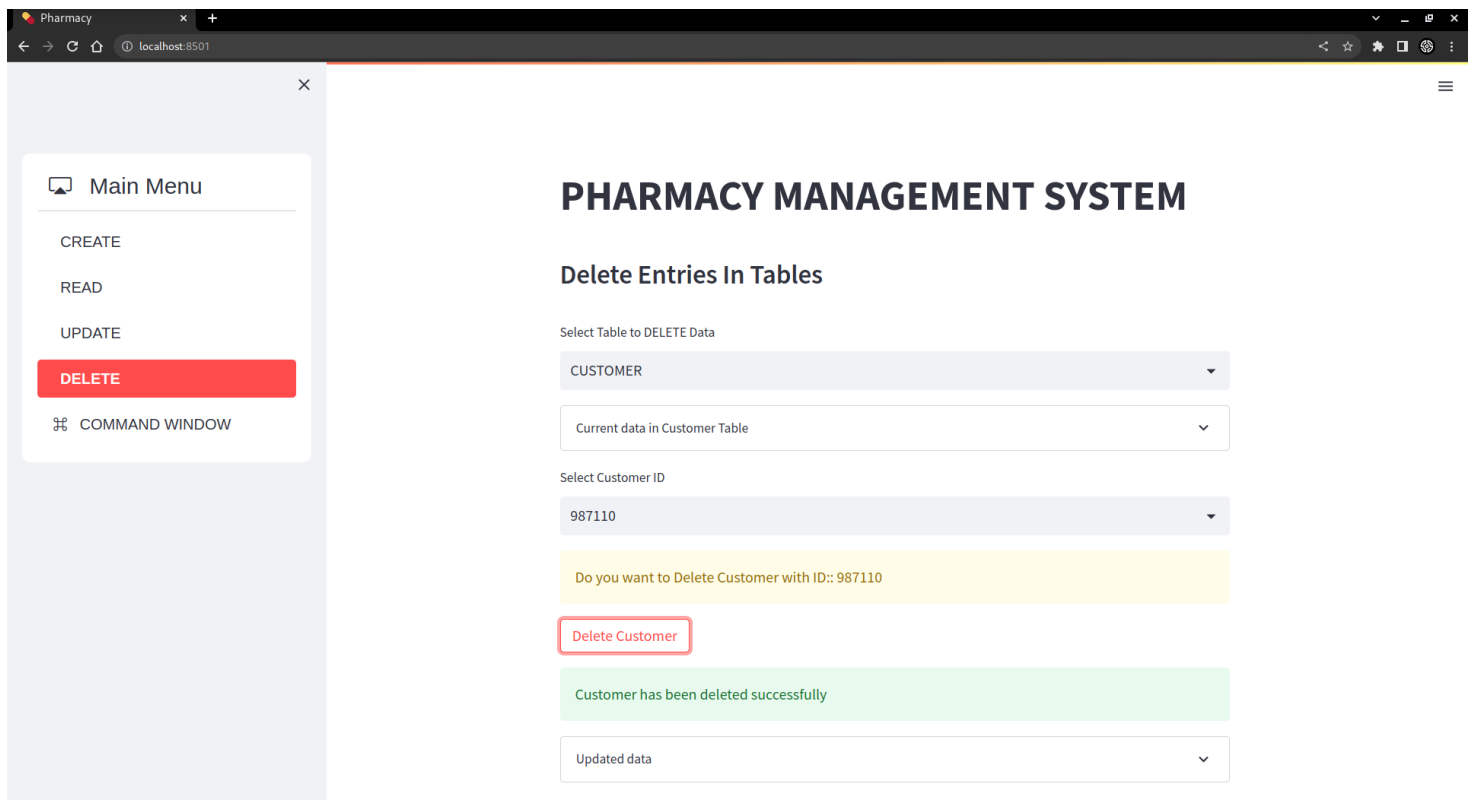 Pharmacy
localhost:8501
Main Menu
CREATE
READ
UPDATE
DELETE
COMMAND WINDOW
PHARMACY MANAGEMENT SYSTEM
Delete Entries In Tables
Select Table to DELETE Data
CUSTOMER
Current data in Customer Table
Select Customer ID
987110
Do you want to Delete Customer with ID:: 987110
Delete Customer
Customer has been deleted successfully
Updated data